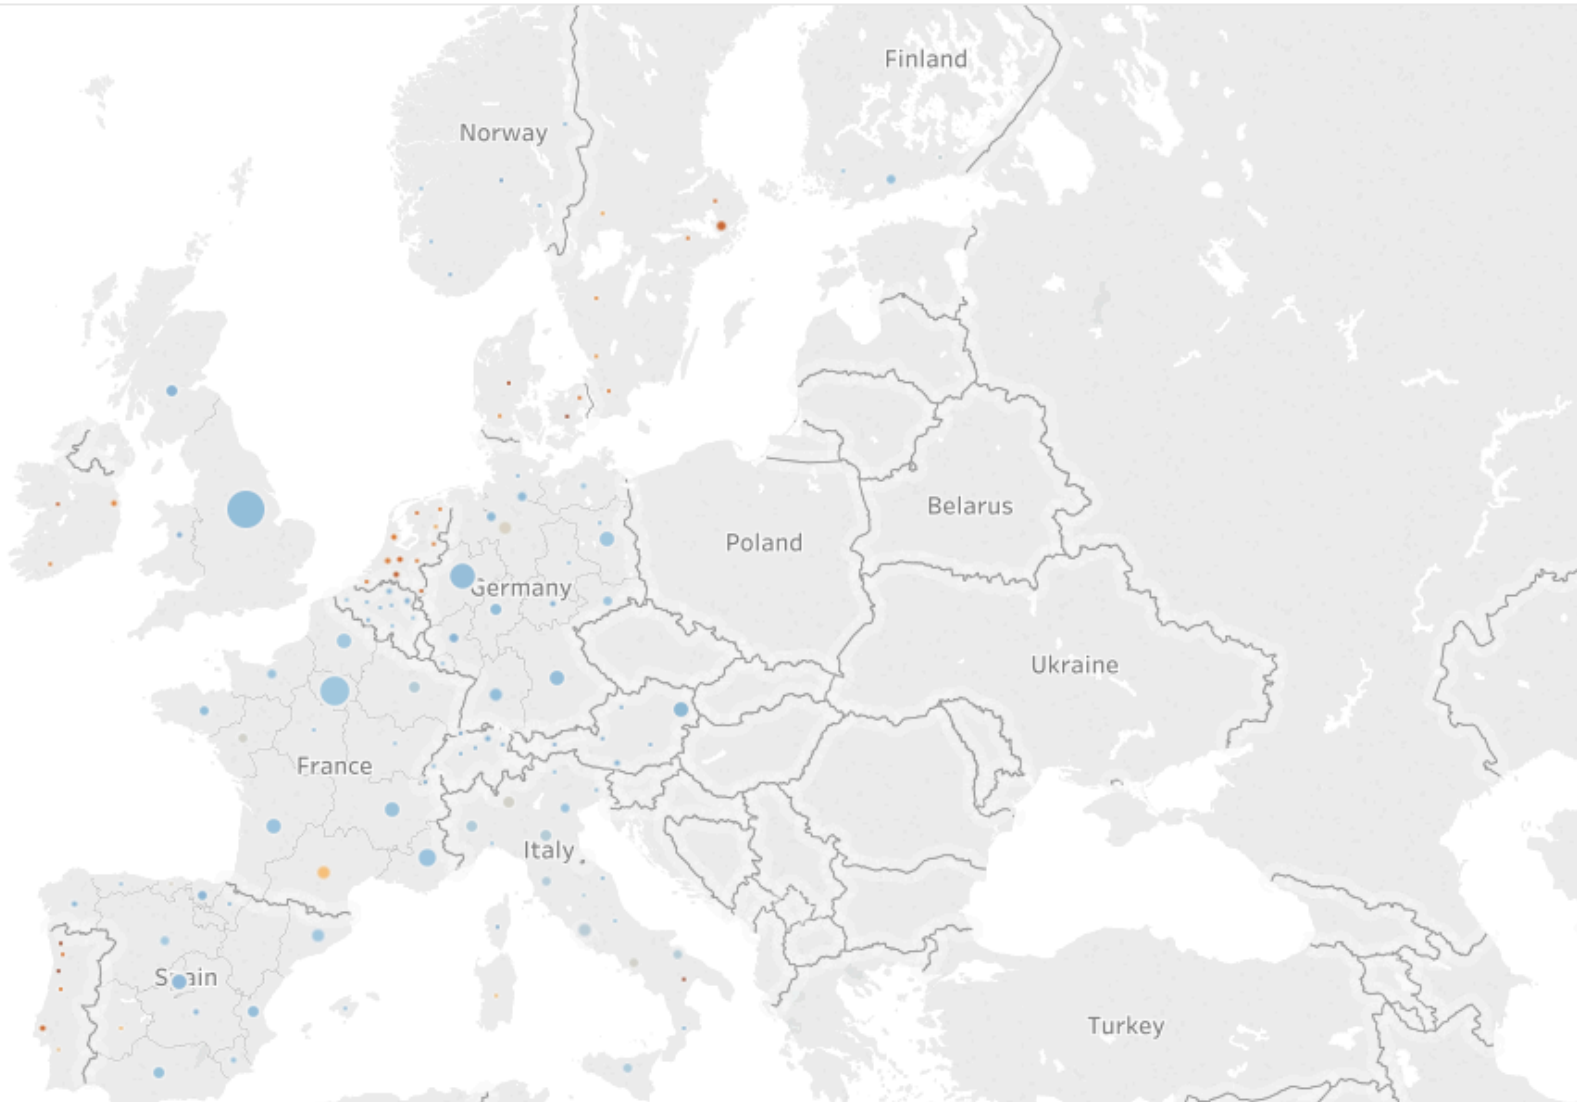 Finland
Norway
Belarus
Poland
Germany
Ukraine
France
Italy
Spain
Turkey